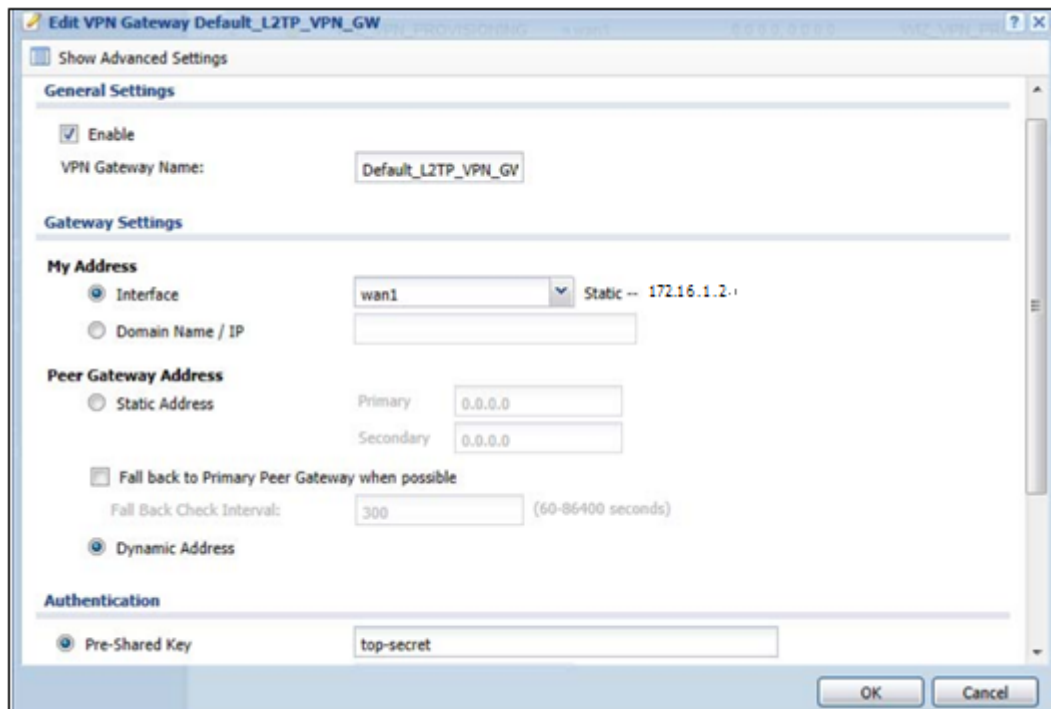 Edit VPN Gateway Default_L2TP_VPN_GW
Show Advanced Settings
General Settings
Enable
VPN Gateway Name: Default_L2TP_VPN_GV
Gateway Settings
My Address
Interface wan1 Static -- 172.16.1.2
Domain Name / IP
Peer Gateway Address
Static Address Primary 0.0.0.0
Secondary 0.0.0.0
Fall back to Primary Peer Gateway when possible
Fall Back Check Interval: 300 (60-86400 seconds)
Dynamic Address
Authentication
Pre-Shared Key top-secret
OK Cancel